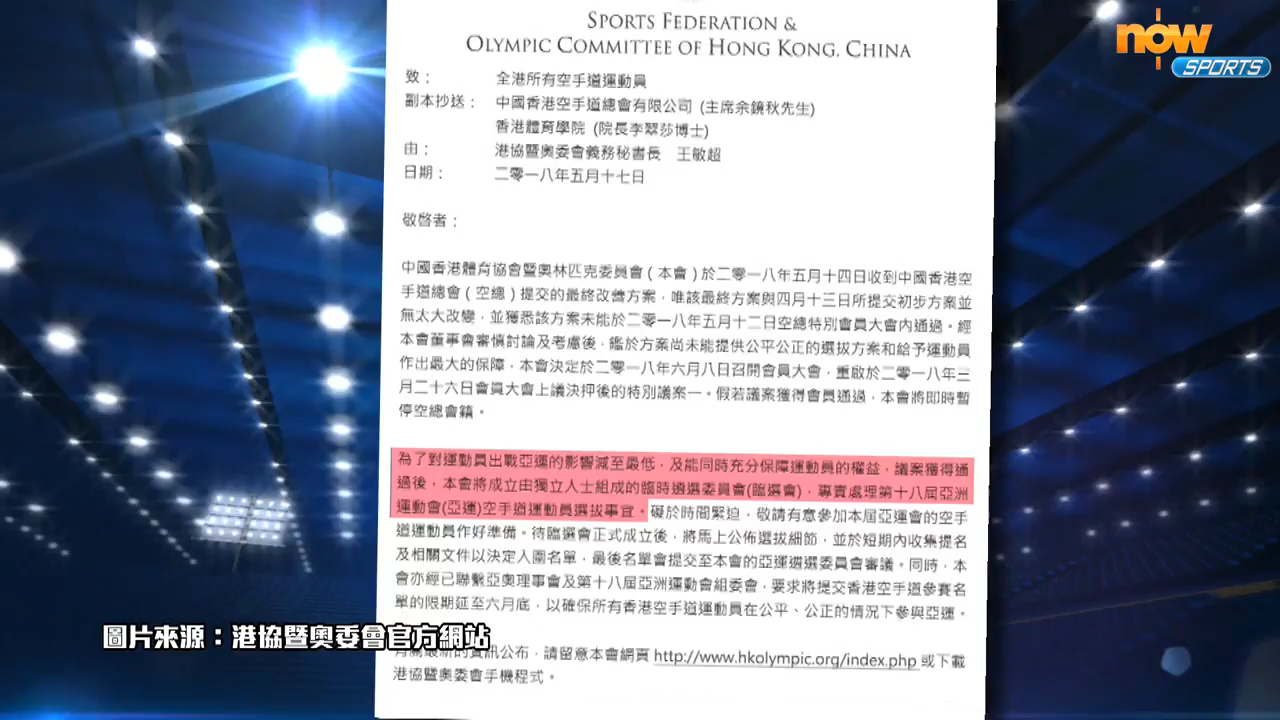 SPORTS FEDERATION &
OLYMPIC COMMITTEE OF HONG KONG, CHINA
now
SPORTS
致： 全港所有空手道運動員
副本抄送： 中國香港空手道總會有限公司 (主席余鏡秋先生)
香港體育學院 (院長李翠莎博士)
由： 港協暨奧委會義務秘書長 王敏超
日期： 二零一八年五月十七日
敬啓者：
中國香港體育協會暨奧林匹克委員會（本會）於二零一八年五月十四日收到中國香港空
手道總會（空總）提交的最終改善方案，唯該最終方案與四月十三日所提交初步方案並
無太大改變，並獲悉該方案未能於二零一八年五月十二日空總特別會員大會內通過。經
本會董事會審慎討論及考慮後，鑑於方案尚未能提供公平公正的選拔方案和給予運動員
作出最大的保障，本會決定於二零一八年六月八日召開會員大會，重啟於二零一八年三
月二十六日會員大會上議決押後的特別議案一。假若議案獲得會員通過，本會將即時暫
停空總會籍。
為了對運動員出戰亞運的影響減至最低，及能同時充分保障運動員的權益，議案獲得通
過後，本會將成立由獨立人士組成的臨時遴選委員會(臨選會)，專責處理第十八屆亞洲
運動會(亞運)空手道運動員選拔事宜。礙於時間緊迫，敬請有意參加本屆亞運會的空手
道運動員作好準備。待臨選會正式成立後，將馬上公佈選拔細節，並於短期內收集提名
及相關文件以決定入圍名單，最後名單會提交至本會的亞運遴選委員會審議。同時，本
會亦經已聯繫亞奧理事會及第十八屆亞洲運動會組委會，要求將提交香港空手道參賽名
單的限期延至六月底，以確保所有香港空手道運動員在公平、公正的情況下參與亞運。
圖片來源：港協暨奧委會官方網站
最新的資訊公布，請留意本會網頁 http://www.hkolympic.org/index.php 或下載
港協暨奧委會手機程式。